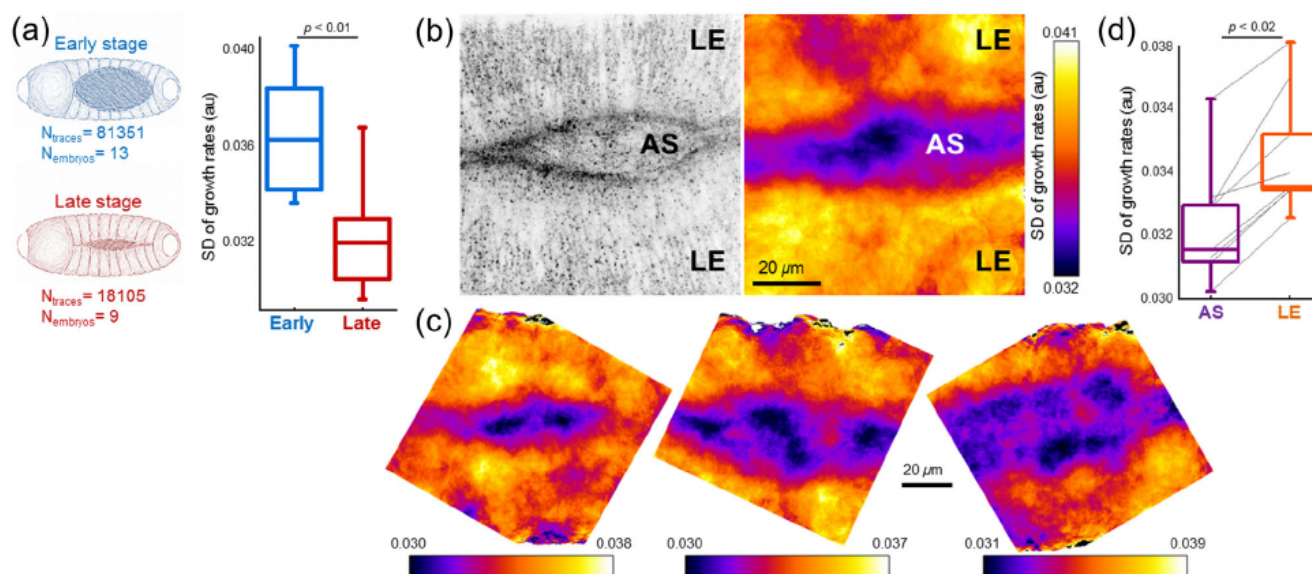 (a)
Early stage
N_traces = 81351
N_embryos = 13
Late stage
N_traces = 18105
N_embryos = 9
SD of growth rates (au)
0.040
0.036
0.032
p < 0.01
Early Late
(b)
LE
AS
LE
LE
AS
LE
20 µm
0.041
SD of growth rates (au)
0.032
(c)
20 µm
0.030 0.038
0.030 0.037
0.031 0.039
(d)
p < 0.02
SD of growth rates (au)
0.038
0.034
0.034
0.032
0.030
AS LE